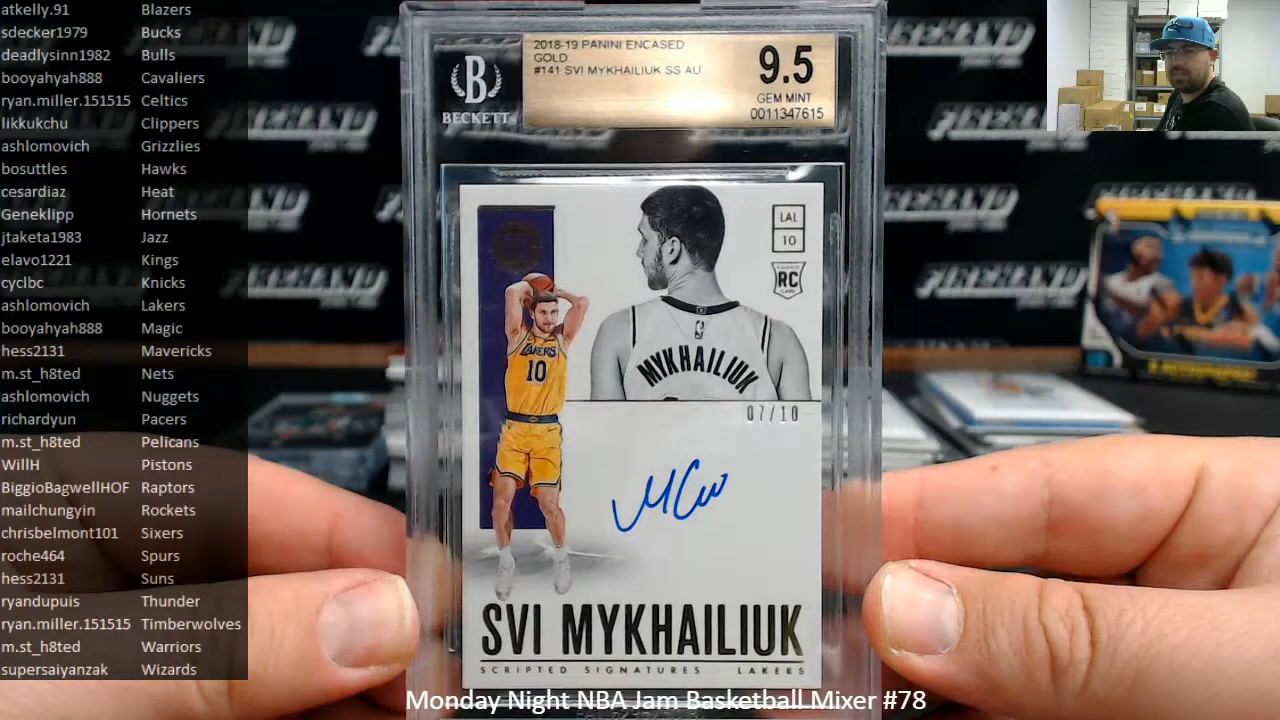 atkelly.91 Blazers
sdecker1979 Bucks
deadlysinn1982 Bulls
booyahyah888 Cavaliers
ryan.miller.151515 Celtics
likkukchu Clippers
ashlomovich Grizzlies
bosuttles Hawks
cesardiaz Heat
Geneklipp Hornets
jtaketa1983 Jazz
elavo1221 Kings
cyclbc Knicks
ashlomovich Lakers
booyahyah888 Magic
hess2131 Mavericks
m.st_h8ted Nets
ashlomovich Nuggets
richardyun Pacers
m.st_h8ted Pelicans
WillH Pistons
BiggioBagwellHOF Raptors
mailchungyin Rockets
chrisbelmont101 Sixers
roche464 Spurs
hess2131 Suns
ryandupuis Thunder
ryan.miller.151515 Timberwolves
m.st_h8ted Warriors
supersaiyanzak Wizards
B
BECKETT
2018-19 PANINI ENCASED
GOLD
#141 SVI MYKHAILIUK SS AU
9.5
GEM MINT
0011347615
LAL
10
RC
MYKHAILIUK
LAKERS
10
07/10
SVI MYKHAILIUK
SCRIPTED SIGNATURES LAKERS
FIREHAND
FIREHAND
FIREHAND
Monday Night NBA Jam Basketball Mixer #78